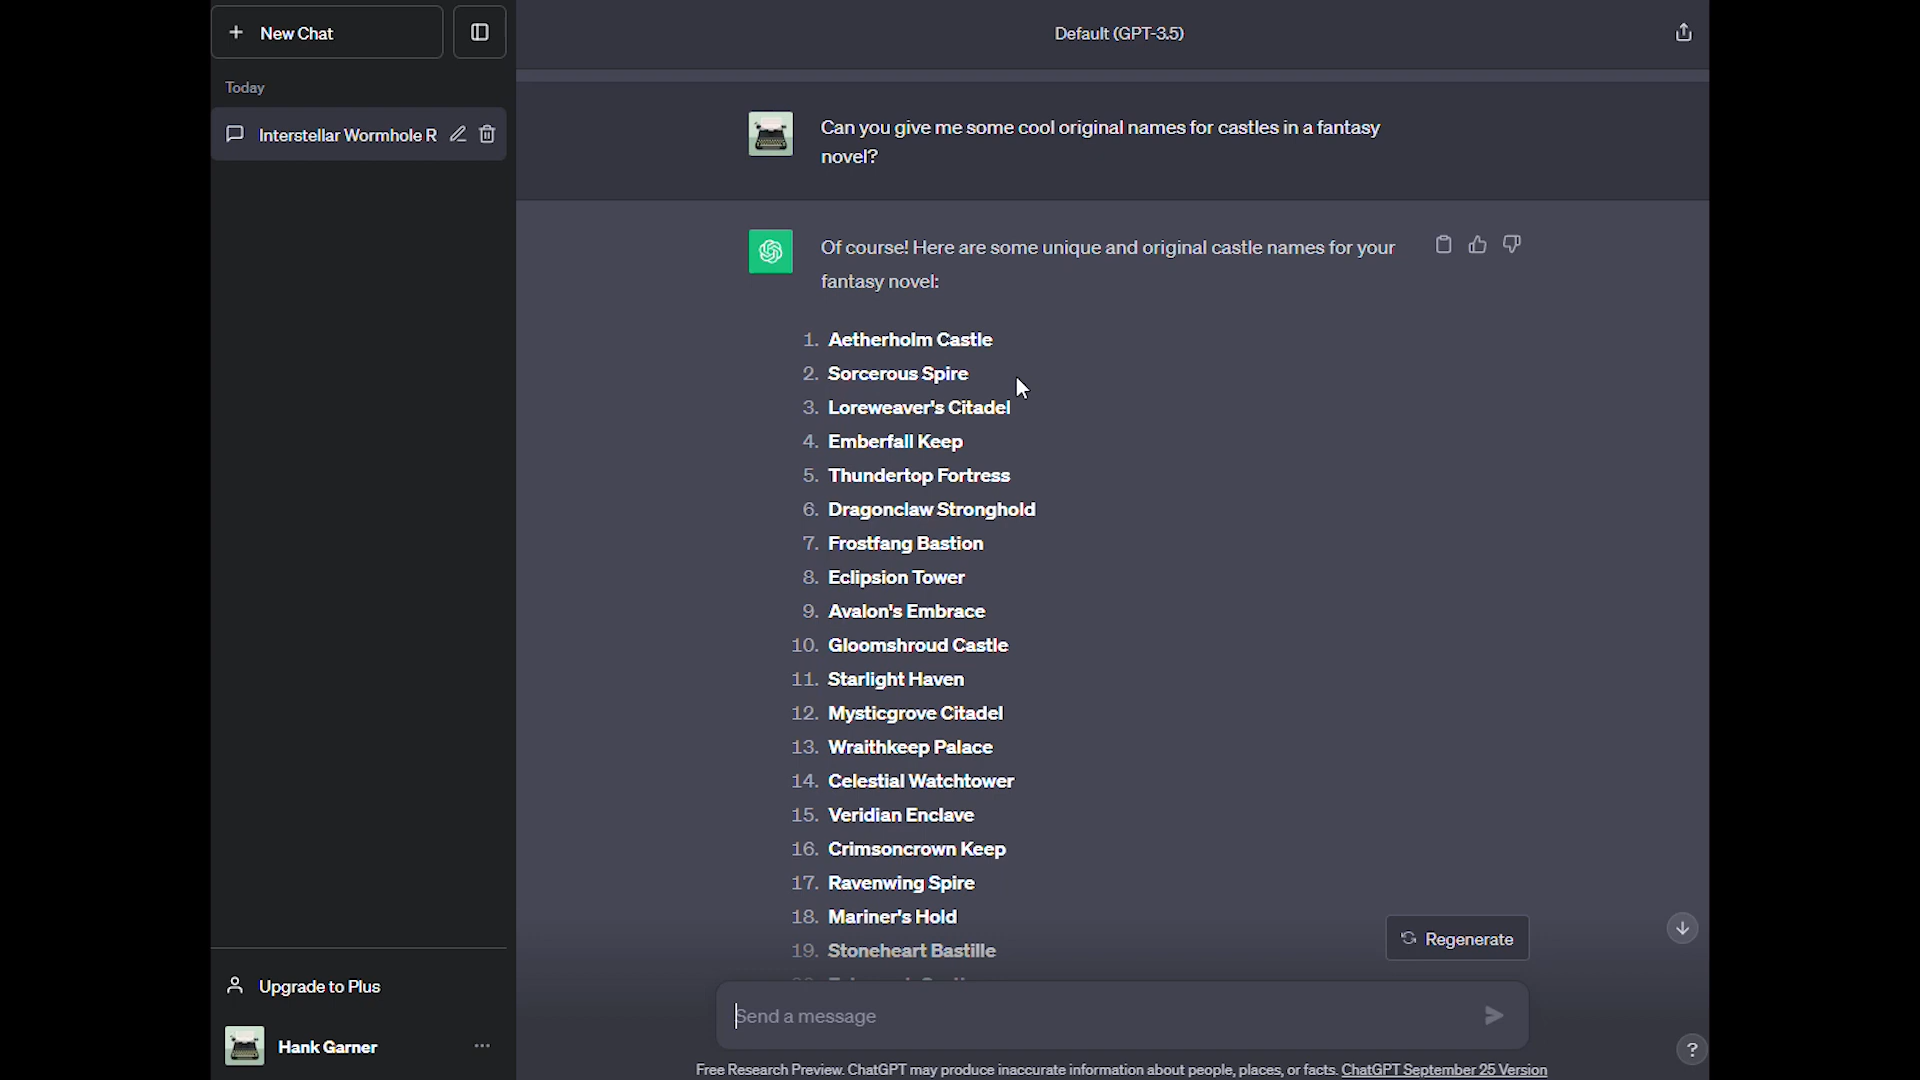 New Chat
Default (GPT-3.5)
Today
Interstellar Wormhole R
Can you give me some cool original names for castles in a fantasy
novel?
Of course! Here are some unique and original castle names for your
fantasy novel:
1. Aetherholm Castle
2. Sorcerous Spire
3. Loreweaver's Citadel
4. Emberfall Keep
5. Thundertop Fortress
6. Dragonclaw Stronghold
7. Frostfang Bastion
8. Eclipsion Tower
9. Avalon's Embrace
10. Gloomshroud Castle
11. Starlight Haven
12. Mysticgrove Citadel
13. Wraithkeep Palace
14. Celestial Watchtower
15. Veridian Enclave
16. Crimsoncrown Keep
17. Ravenwing Spire
18. Mariner's Hold
19. Stoneheart Bastille
Regenerate
Upgrade to Plus
Send a message
Hank Garner
?
Free Research Preview. ChatGPT may produce inaccurate information about people, places, or facts. ChatGPT September 25 Version